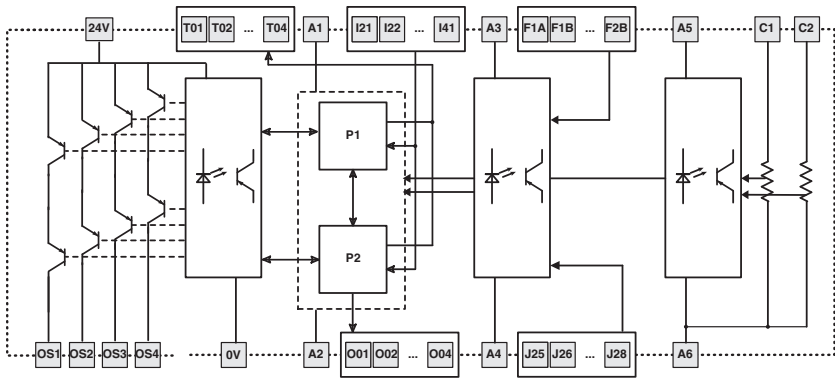 24V T01 T02 ... T04 A1 I21 I22 ... I41 A3 F1A F1B ... F2B A5 C1 C2
P1
P2
OS1 OS2 OS3 OS4 0V A2 O01 O02 ... O04 A4 J25 J26 ... J28 A6